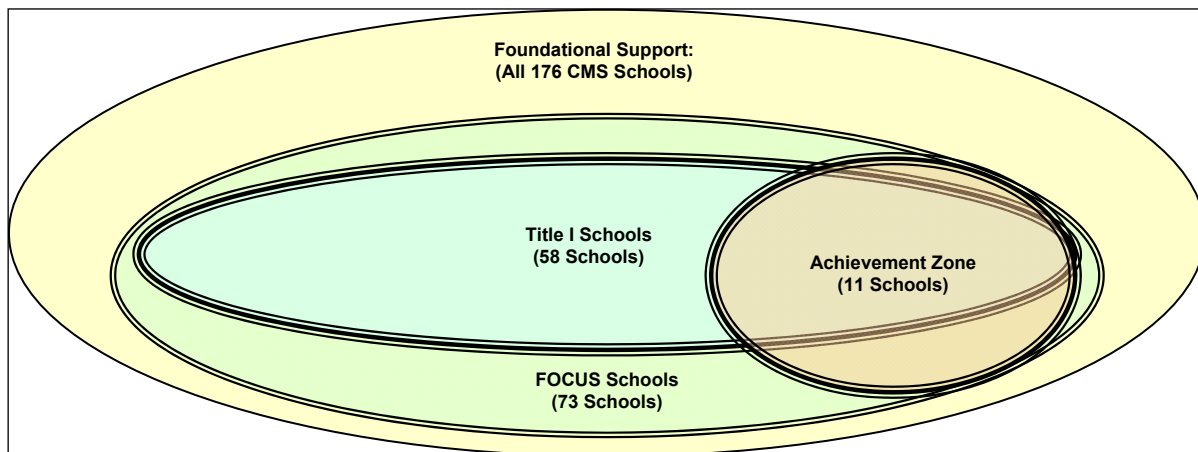 Foundational Support:
(All 176 CMS Schools)
Title I Schools
(58 Schools)
Achievement Zone
(11 Schools)
FOCUS Schools
(73 Schools)